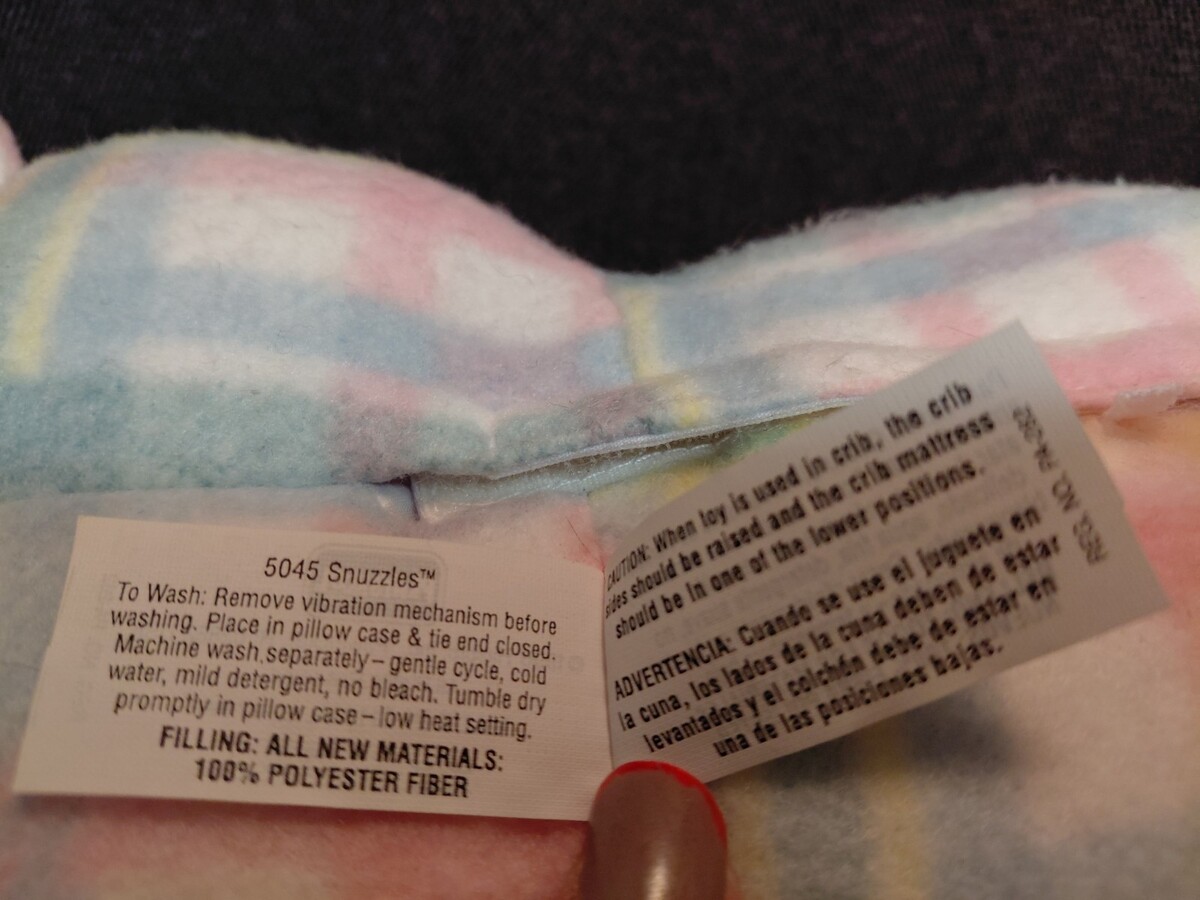 5045 Snuzzles™
To Wash: Remove vibration mechanism before
washing. Place in pillow case & tie end closed.
Machine wash separately – gentle cycle, cold
water, mild detergent, no bleach. Tumble dry
promptly in pillow case – low heat setting.
FILLING: ALL NEW MATERIALS:
100% POLYESTER FIBER
CAUTION: When toy is used in crib, the crib
sides should be raised and the crib mattress
should be in one of the lower positions.
ADVERTENCIA: Cuando se use el juguete en
la cuna, los lados de la cuna deben de estar
levantados y el colchón debe de estar en
una de las posiciones bajas.
REG. NO. PA-262